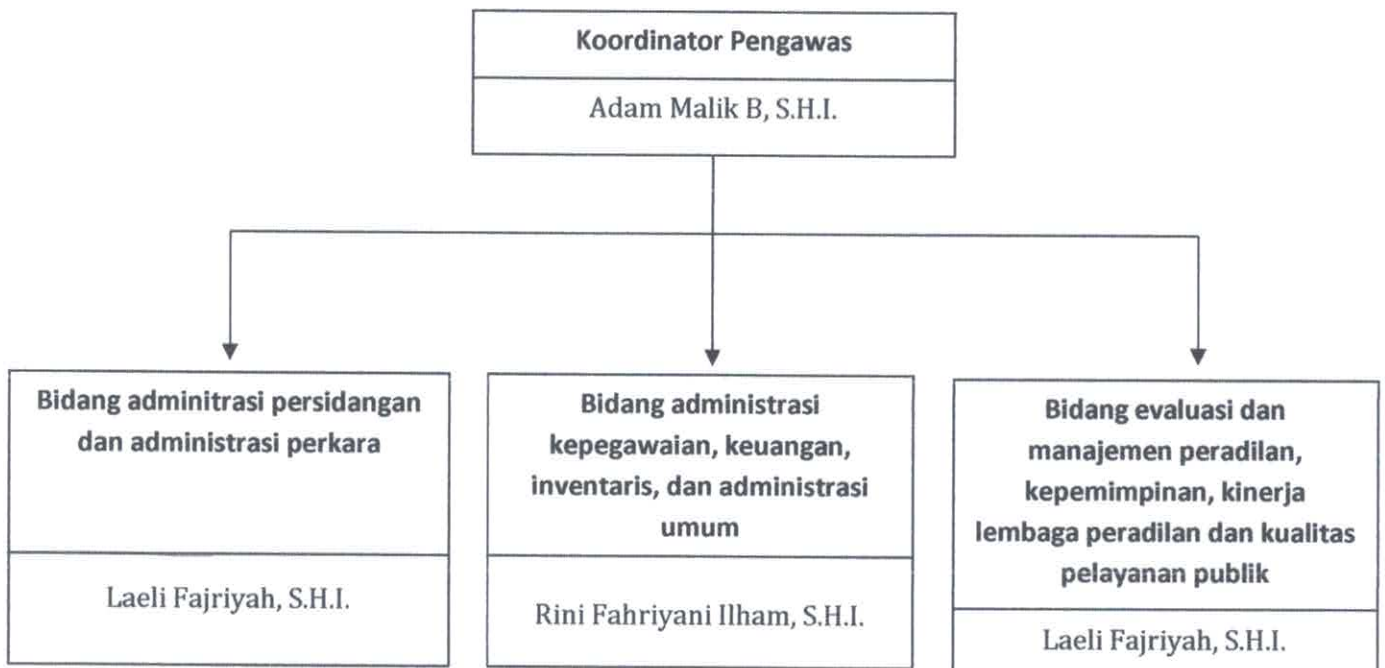 Koordinator Pengawas
Adam Malik B, S.H.I.
Bidang adminitrasi persidangan
dan administrasi perkara
Laeli Fajriyah, S.H.I.
Bidang administrasi
kepegawaian, keuangan,
inventaris, dan administrasi
umum
Rini Fahriyani Ilham, S.H.I.
Bidang evaluasi dan
manajemen peradilan,
kepemimpinan, kinerja
lembaga peradilan dan kualitas
pelayanan publik
Laeli Fajriyah, S.H.I.